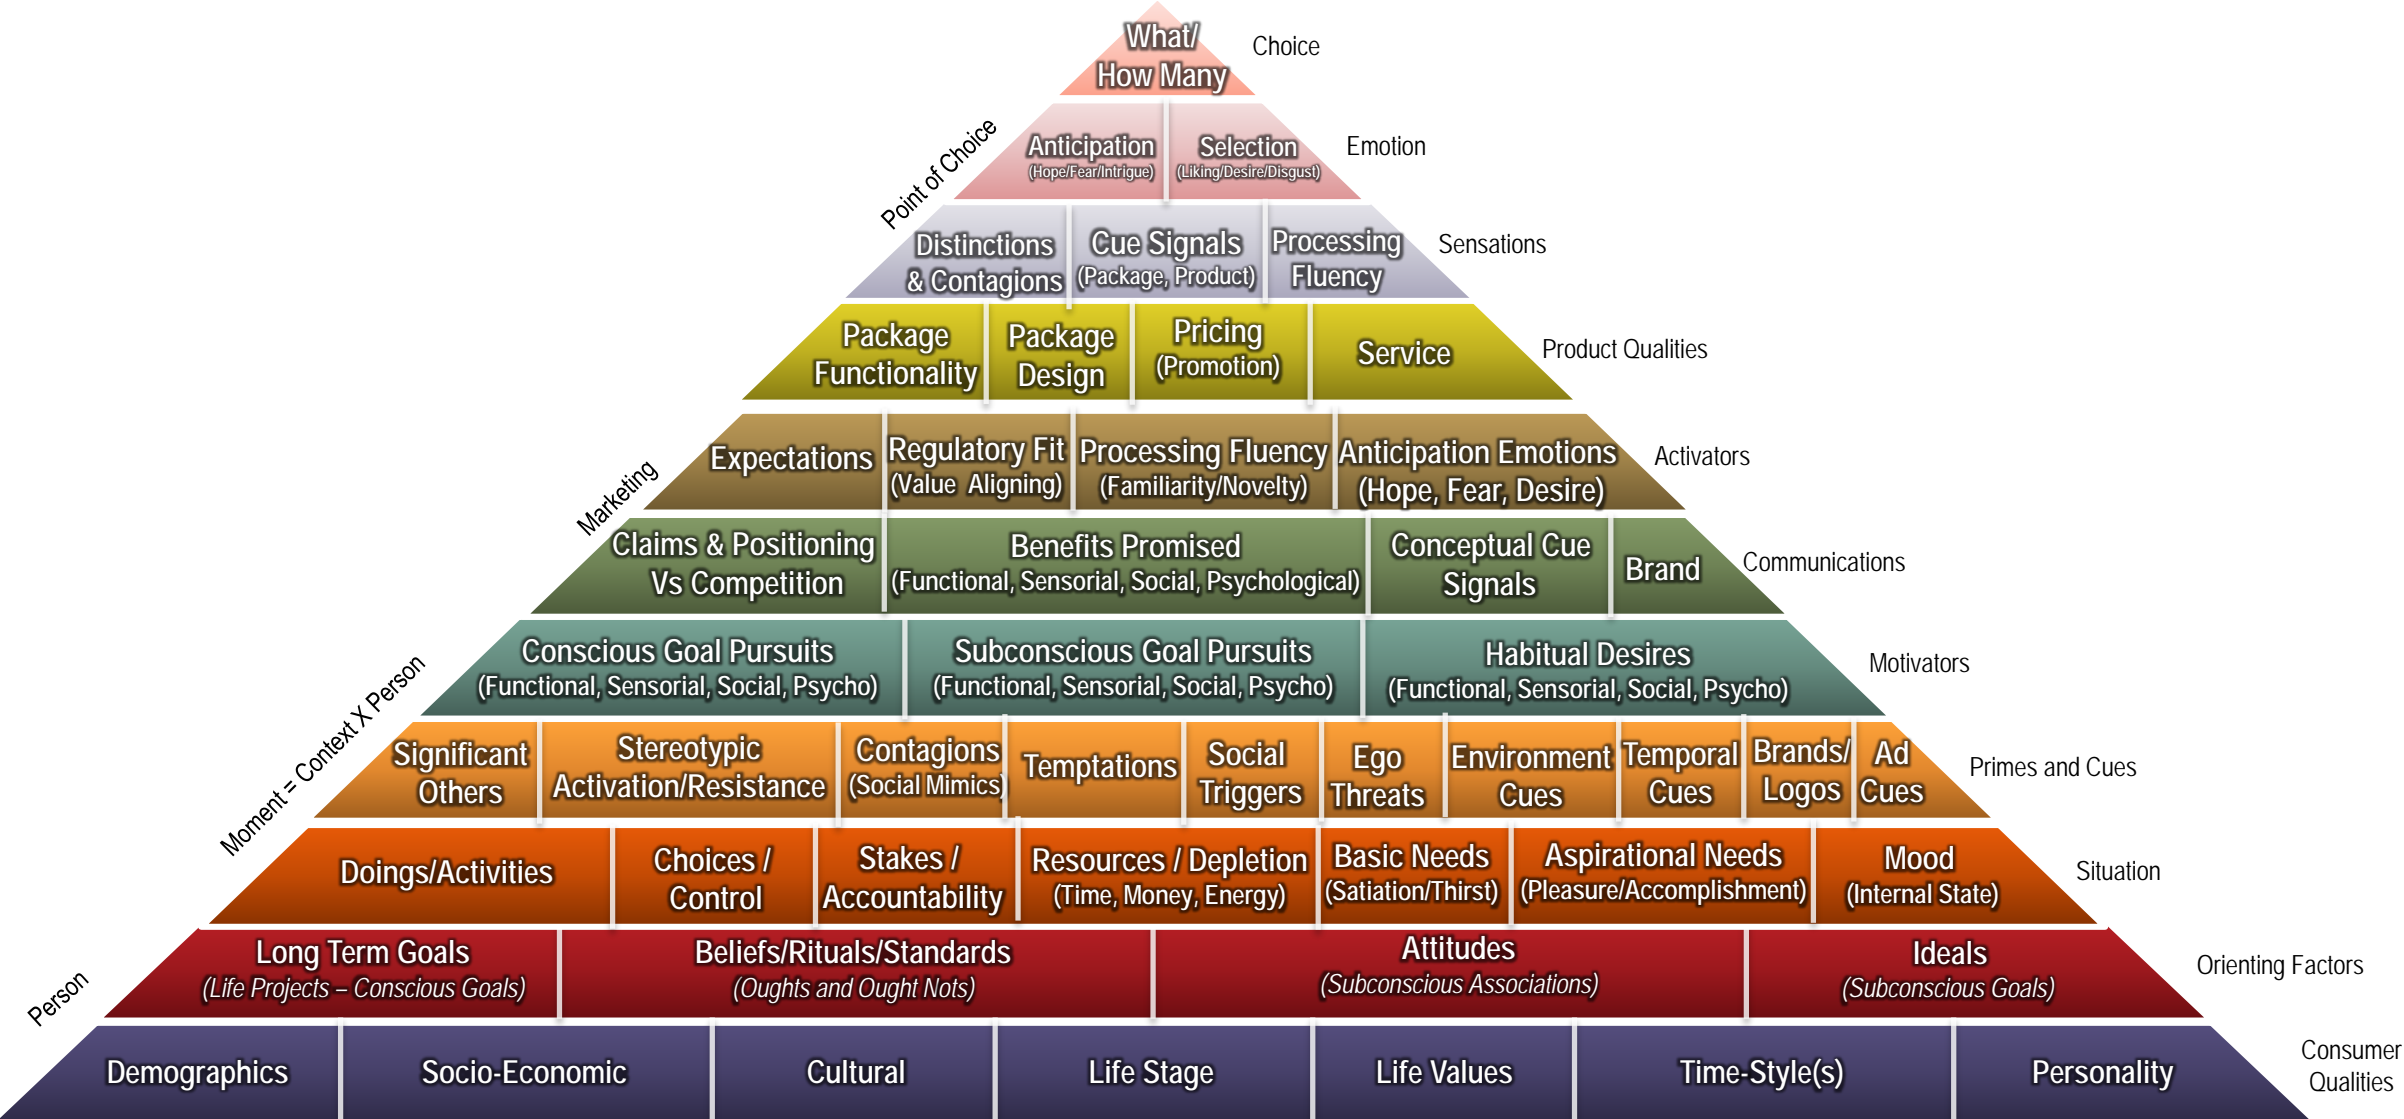 What/
How Many
Choice
Point of Choice
Anticipation
(Hope/Fear/Intrigue)
Selection
(Liking/Desire/Disgust)
Emotion
Distinctions
& Contagions
Cue Signals
(Package, Product)
Processing
Fluency
Sensations
Package
Functionality
Package
Design
Pricing
(Promotion)
Service
Product Qualities
Marketing
Expectations
Regulatory Fit
(Value Aligning)
Processing Fluency
(Familiarity/Novelty)
Anticipation Emotions
(Hope, Fear, Desire)
Activators
Claims & Positioning
Vs Competition
Benefits Promised
(Functional, Sensorial, Social, Psychological)
Conceptual Cue
Signals
Brand
Communications
Moment = Context X Person
Conscious Goal Pursuits
(Functional, Sensorial, Social, Psycho)
Subconscious Goal Pursuits
(Functional, Sensorial, Social, Psycho)
Habitual Desires
(Functional, Sensorial, Social, Psycho)
Motivators
Significant
Others
Stereotypic
Activation/Resistance
Contagions
(Social Mimics)
Temptations
Social
Triggers
Ego
Threats
Environment
Cues
Temporal
Cues
Brands/
Logos
Ad
Cues
Primes and Cues
Doings/Activities
Choices /
Control
Stakes /
Accountability
Resources / Depletion
(Time, Money, Energy)
Basic Needs
(Satiation/Thirst)
Aspirational Needs
(Pleasure/Accomplishment)
Mood
(Internal State)
Situation
Person
Long Term Goals
(Life Projects – Conscious Goals)
Beliefs/Rituals/Standards
(Oughts and Ought Nots)
Attitudes
(Subconscious Associations)
Ideals
(Subconscious Goals)
Orienting Factors
Demographics
Socio-Economic
Cultural
Life Stage
Life Values
Time-Style(s)
Personality
Consumer
Qualities